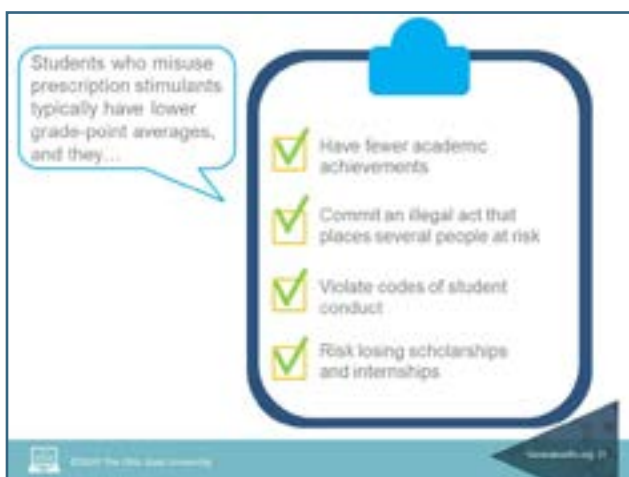 Students who misuse
prescription stimulants
typically have lower
grade-point averages,
and they…
Have fewer academic
achievements
Commit an illegal act that
places several people at risk
Violate codes of student
conduct
Risk losing scholarships
and internships
The Ohio State University